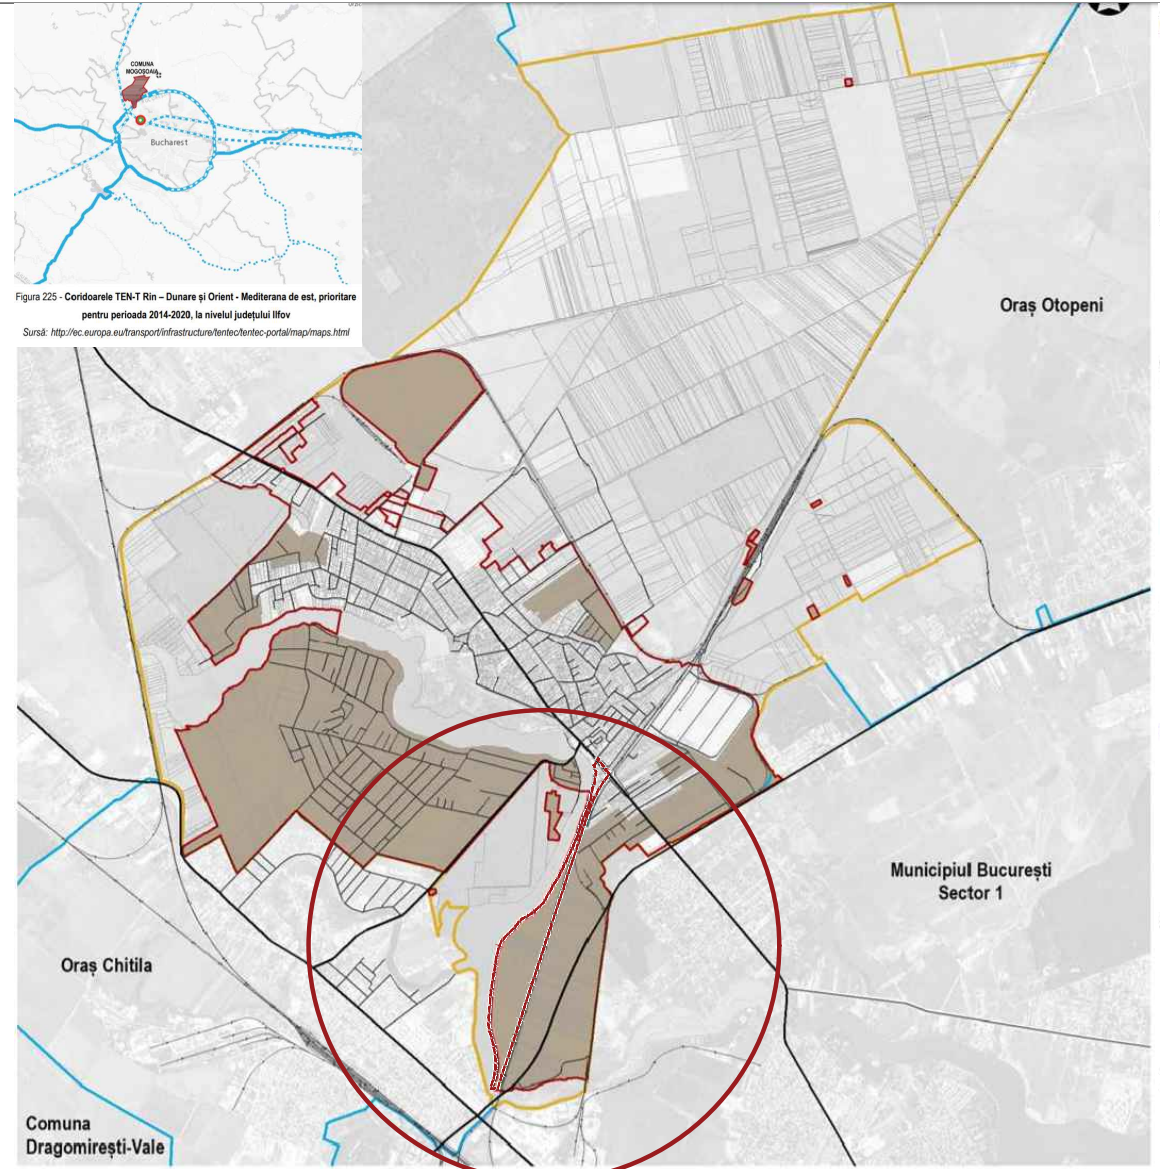 COMUNA
MOGOȘOAIA
Bucharest
Figura 225 - Coridoarele TEN-T Rin – Dunare și Orient - Mediterana de est, prioritare
pentru perioada 2014-2020, la nivelul județului Ilfov
Sursă: http://ec.europa.eu/transport/infrastructure/tentec/tentec-portal/map/maps.html
Oraș Otopeni
Municipiul București
Sector 1
Oraș Chitila
Comuna
Dragomirești-Vale